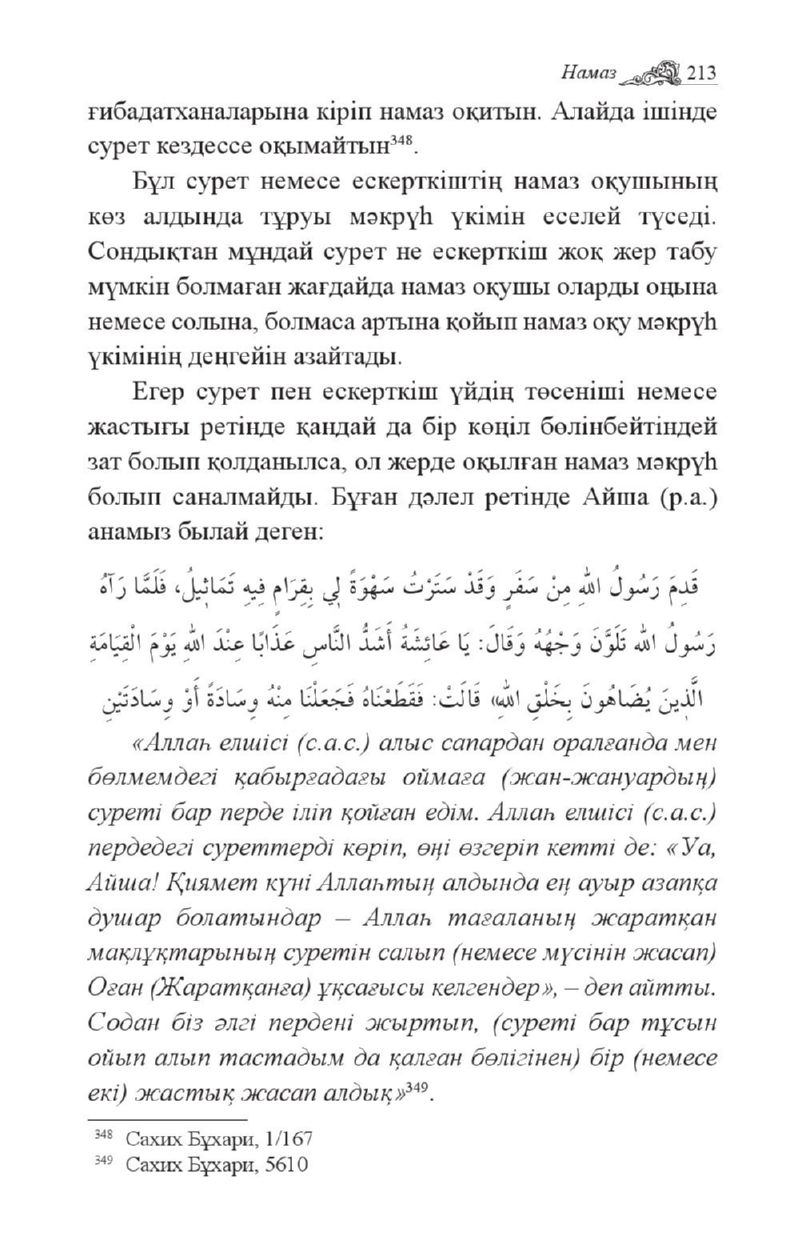 Намаз 213
ғибадатханаларына кіріп намаз оқитын. Алайда ішінде
сурет кездессе оқымайтын³⁴⁸.
Бұл сурет немесе ескерткіштің намаз оқушының
көз алдында тұруы мәкрүһ үкімін еселей түседі.
Сондықтан мұндай сурет не ескерткіш жоқ жер табу
мүмкін болмаған жағдайда намаз оқушы оларды оңына
немесе солына, болмаса артына қойып намаз оқу мәкрүһ
үкімінің деңгейін азайтады.
Егер сурет пен ескерткіш үйдің төсеніші немесе
жастығы ретінде қандай да бір көңіл бөлінбейтіндей
зат болып қолданылса, ол жерде оқылған намаз мәкрүһ
болып саналмайды. Бұған дәлел ретінде Айша (р.а.)
анамыз былай деген:
قَدِمَ رَسُولُ اللهِ مِنْ سَفَرٍ وَقَدْ سَتَرْتُ سَهْوَةً لِي بِقِرَامٍ فِيهِ تَمَاثِيلُ، فَلَمَّا رَآهُ
رَسُولُ اللهِ تَلَوَّنَ وَجْهُهُ وَقَالَ: يَا عَائِشَةُ أَشَدُّ النَّاسِ عَذَابًا عِنْدَ اللهِ يَوْمَ الْقِيَامَةِ
الَّذِينَ يُضَاهُونَ بِخَلْقِ اللهِ» قَالَتْ: فَقَطَعْنَاهُ فَجَعَلْنَا مِنْهُ وِسَادَةً أَوْ وِسَادَتَيْنِ
«Аллаһ елшісі (с.а.с.) алыс сапардан оралғанда мен
бөлмемдегі қабырғадағы оймаға (жан-жануардың)
суреті бар перде іліп қойған едім. Аллаһ елшісі (с.а.с.)
пердедегі суреттерді көріп, өңі өзгеріп кетті де: «Уа,
Айша! Қиямет күні Аллаһтың алдында ең ауыр азапқа
душар болатындар – Аллаһ тағаланың жаратқан
мақлұқтарының суретін салып (немесе мүсінін жасап)
Оған (Жаратқанға) ұқсағысы келгендер», – деп айтты.
Содан біз әлгі пердені жыртып, (суреті бар тұсын
ойып алып тастадым да қалған бөлігінен) бір (немесе
екі) жастық жасап алдық»³⁴⁹.
³⁴⁸ Сахих Бұхари, 1/167
³⁴⁹ Сахих Бұхари, 5610